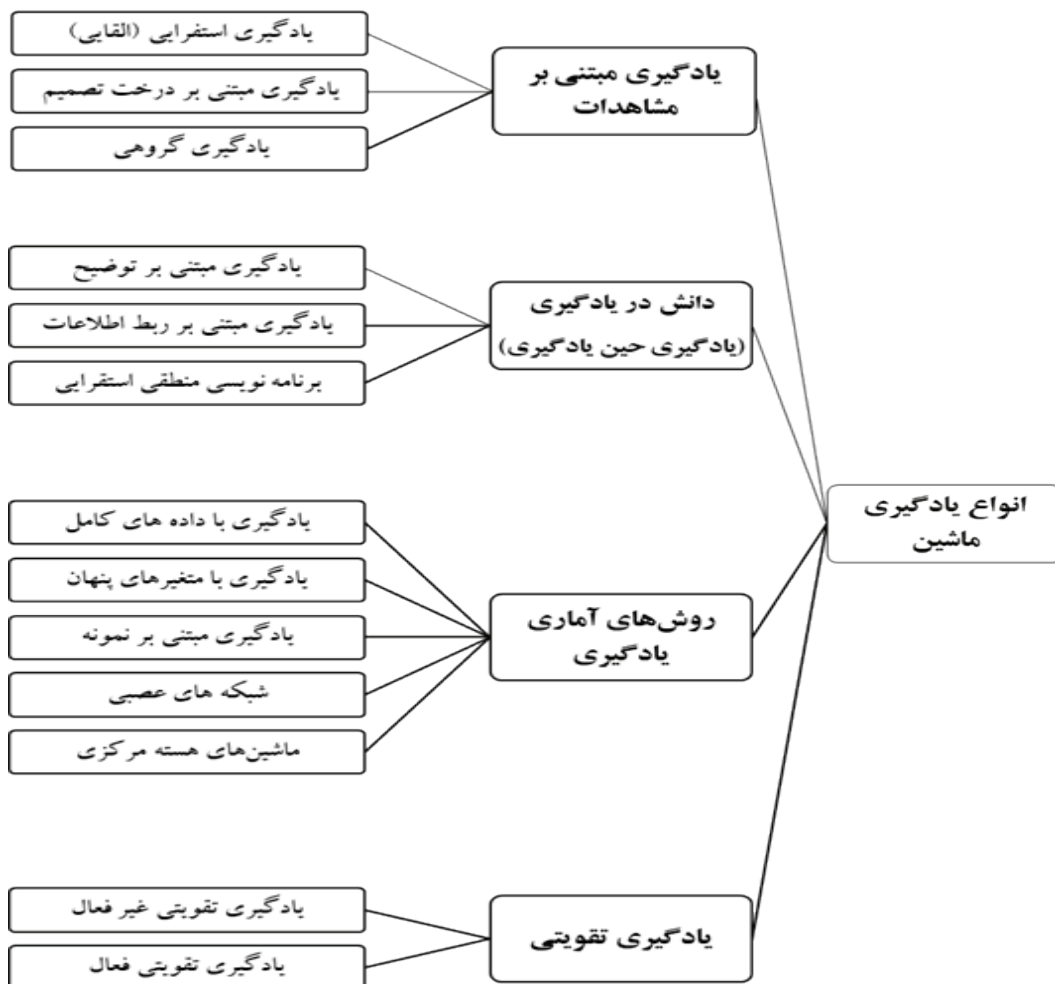 انواع یادگیری
ماشین
یادگیری مبتنی بر
مشاهدات
یادگیری استفرایی (القایی)
یادگیری مبتنی بر درخت تصمیم
یادگیری گروهی
دانش در یادگیری
(یادگیری حین یادگیری)
یادگیری مبتنی بر توضیح
یادگیری مبتنی بر ربط اطلاعات
برنامه نویسی منطقی استقرایی
روش‌های آماری
یادگیری
یادگیری با داده های کامل
یادگیری با متغیرهای پنهان
یادگیری مبتنی بر نمونه
شبکه های عصبی
ماشین‌های هسته مرکزی
یادگیری تقویتی
یادگیری تقویتی غیر فعال
یادگیری تقویتی فعال